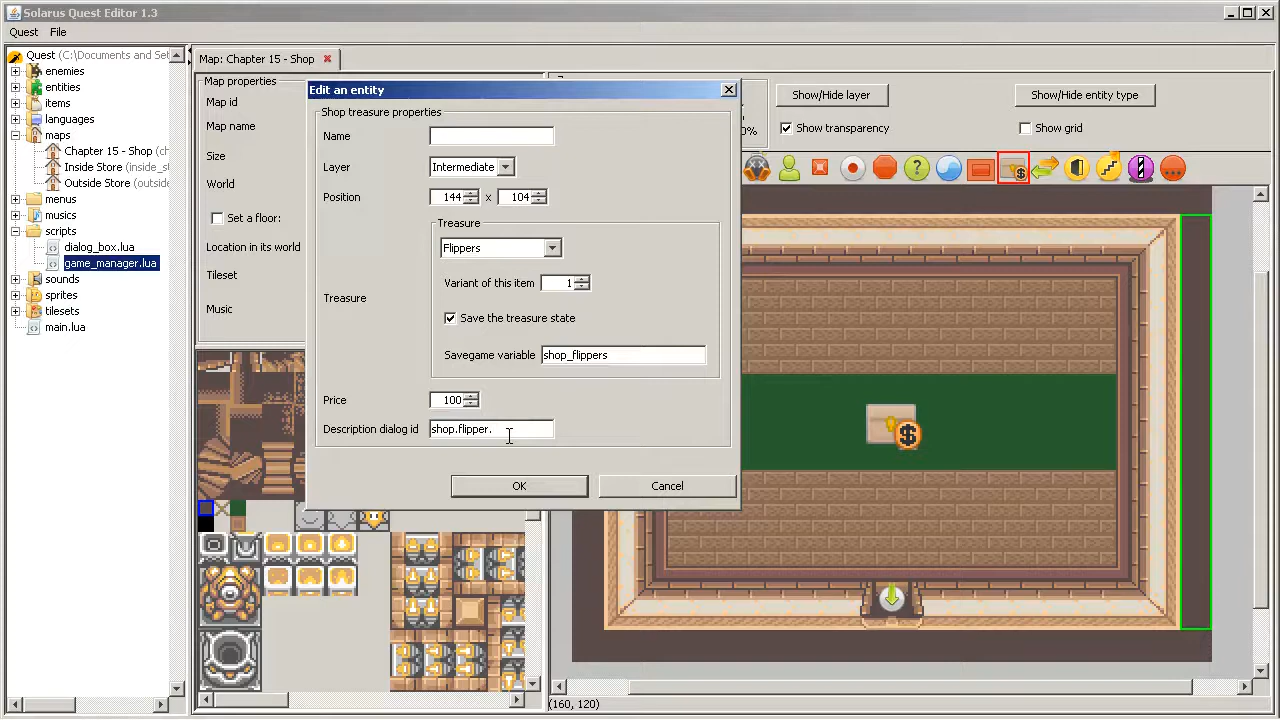 Solarus Quest Editor 1.3
Quest File
Quest (C:\Documents and Set
enemies
entities
items
languages
maps
Chapter 15 - Shop (ch
Inside Store (inside_s
Outside Store (outside
menus
musics
scripts
dialog_box.lua
game_manager.lua
sounds
sprites
tilesets
main.lua
Map: Chapter 15 - Shop
Map properties
Map id
Map name
Size
World
Set a floor:
Location in its world
Tileset
Music
Edit an entity
Shop treasure properties
Name
Layer Intermediate
Position 144 x 104
Treasure
Treasure
Flippers
Variant of this item 1
Save the treasure state
Savegame variable shop_flippers
Price 100
Description dialog id shop.flipper.
OK Cancel
Show/Hide layer Show/Hide entity type
Show transparency Show grid
(160, 120)